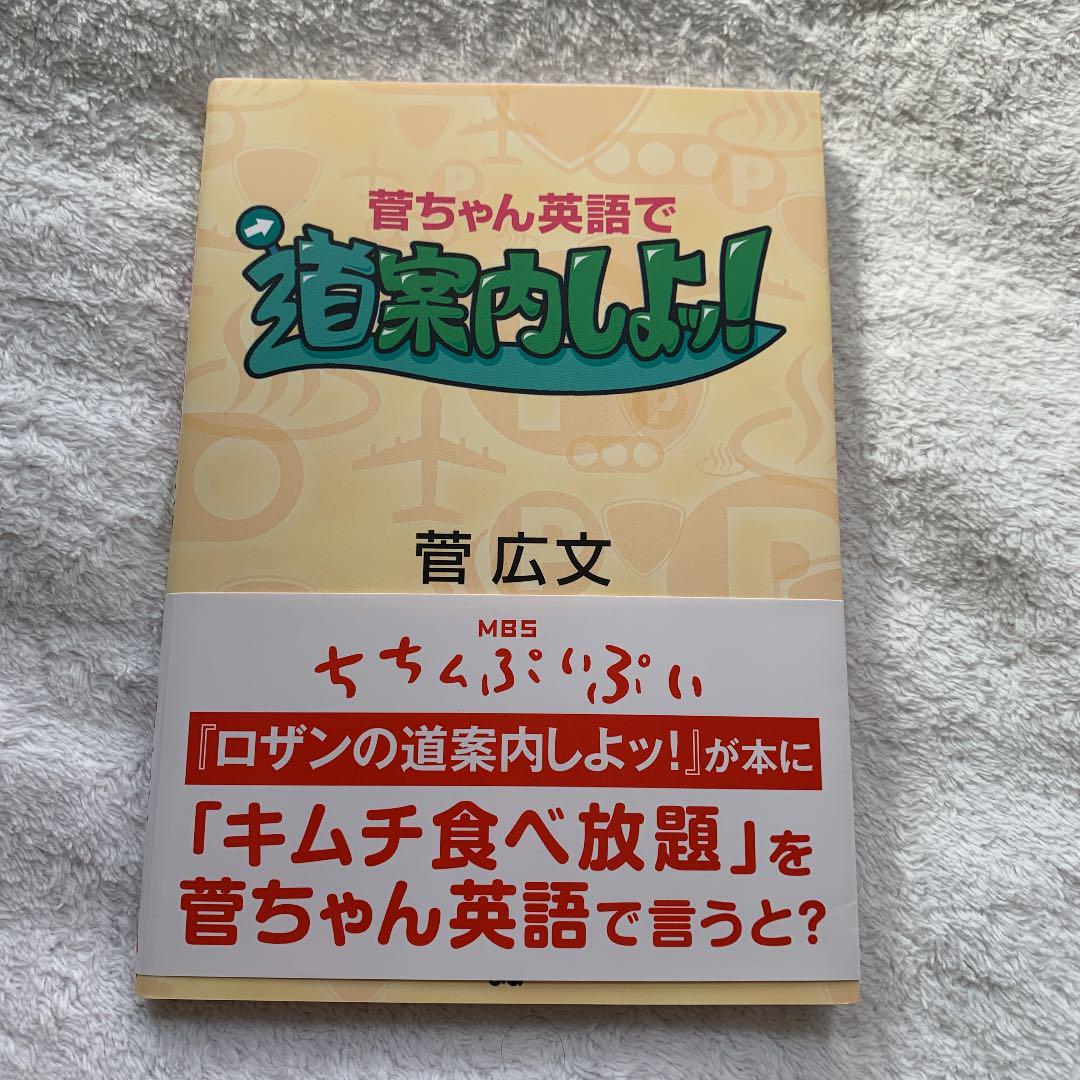 菅ちゃん英語で
道案内しよッ!
菅 広文
MBS
ちちんぷいぷい
『ロザンの道案内しよッ!』が本に
「キムチ食べ放題」を
菅ちゃん英語で言うと?